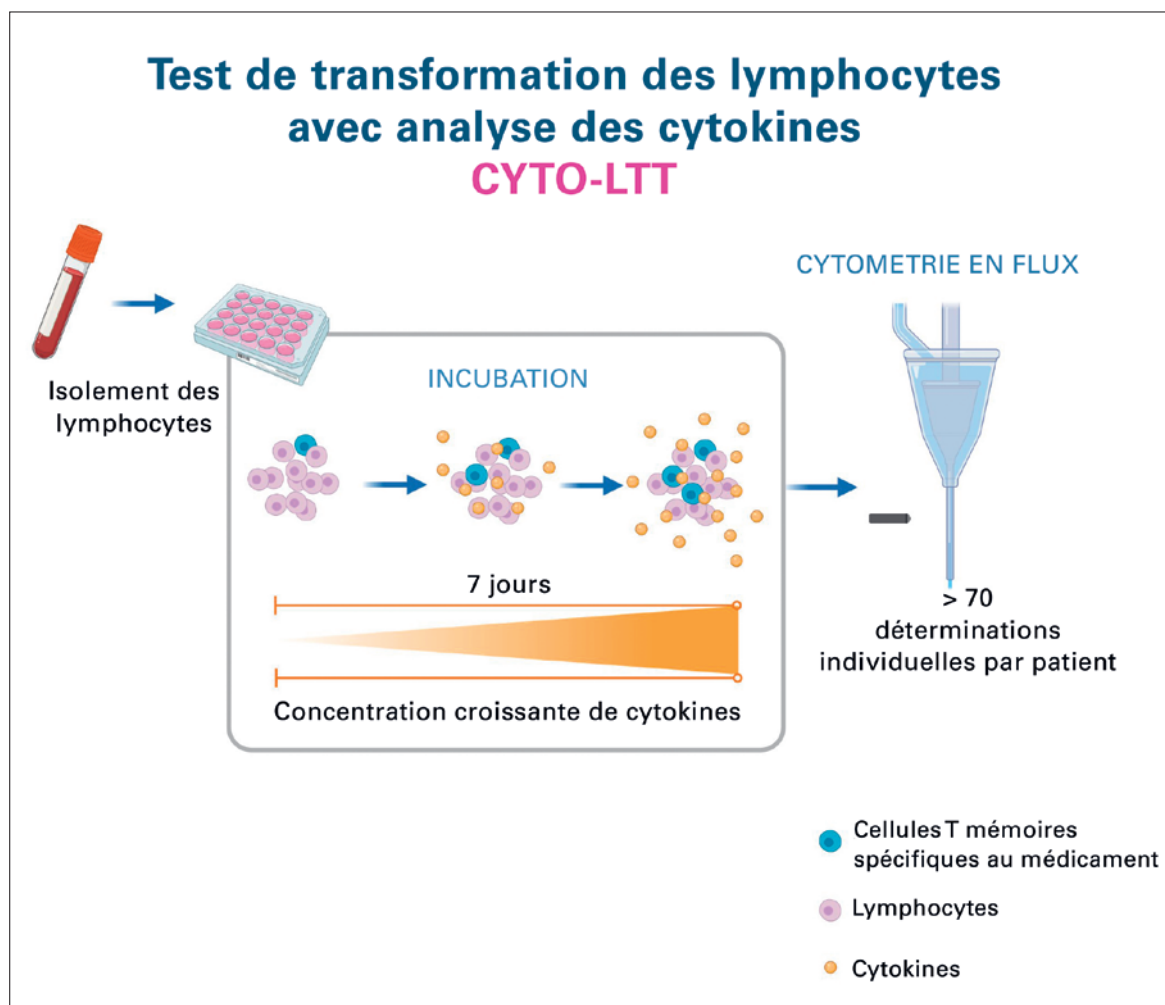 Test de transformation des lymphocytes
avec analyse des cytokines
CYTO-LTT
CYTOMETRIE EN FLUX
Isolement des
lymphocytes
INCUBATION
7 jours
Concentration croissante de cytokines
> 70
déterminations
individuelles par patient
Cellules T mémoires
spécifiques au médicament
Lymphocytes
Cytokines